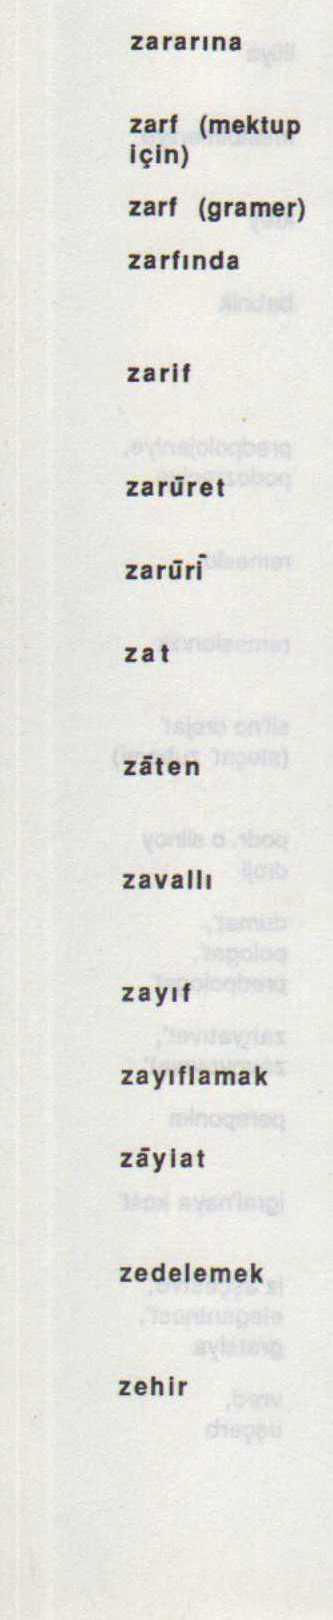 zararına
zarf (mektup
için)
zarf (gramer)
zarfında
zarif
zarūret
zarūrī
zat
zāten
zavallı
zayıf
zayıflamak
zāyiat
zedelemek
zehir